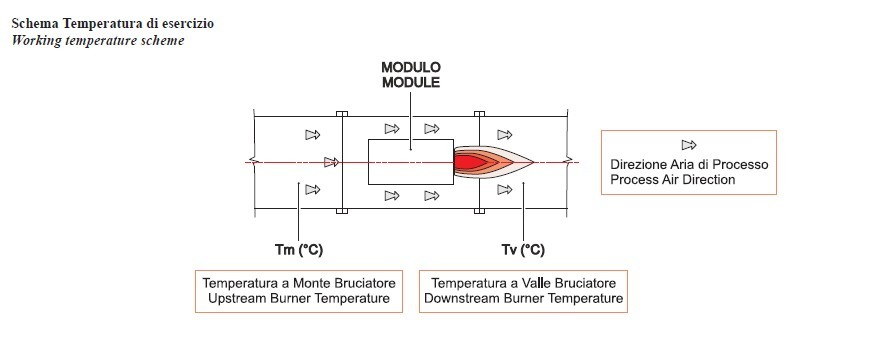 Schema Temperatura di esercizio
Working temperature scheme
MODULO
MODULE
Direzione Aria di Processo
Process Air Direction
Tm (°C)
Tv (°C)
Temperatura a Monte Bruciatore
Upstream Burner Temperature
Temperatura a Valle Bruciatore
Downstream Burner Temperature